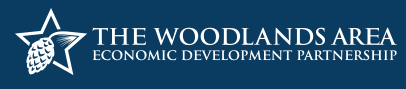 THE WOODLANDS AREA
ECONOMIC DEVELOPMENT PARTNERSHIP